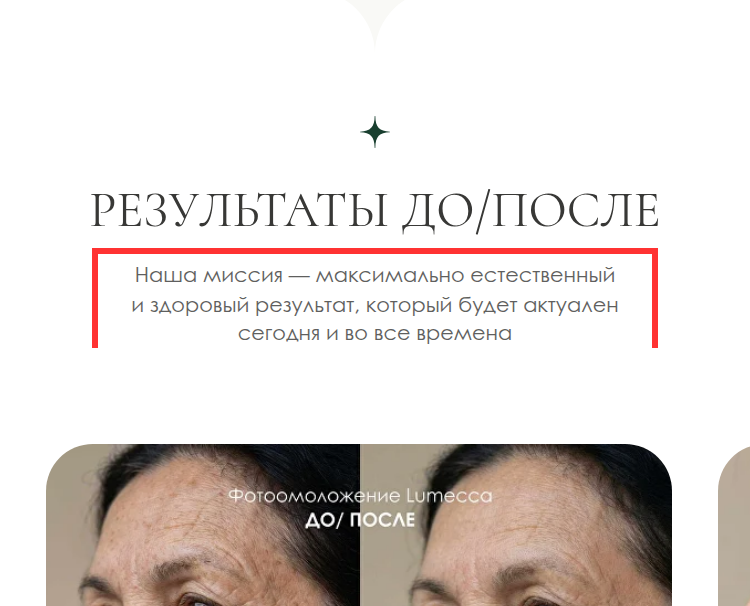 РЕЗУЛЬТАТЫ ДО/ПОСЛЕ
Наша миссия — максимально естественный
и здоровый результат, который будет актуален
сегодня и во все времена
Фотоомоложение Lumecca
ДО/ ПОСЛЕ